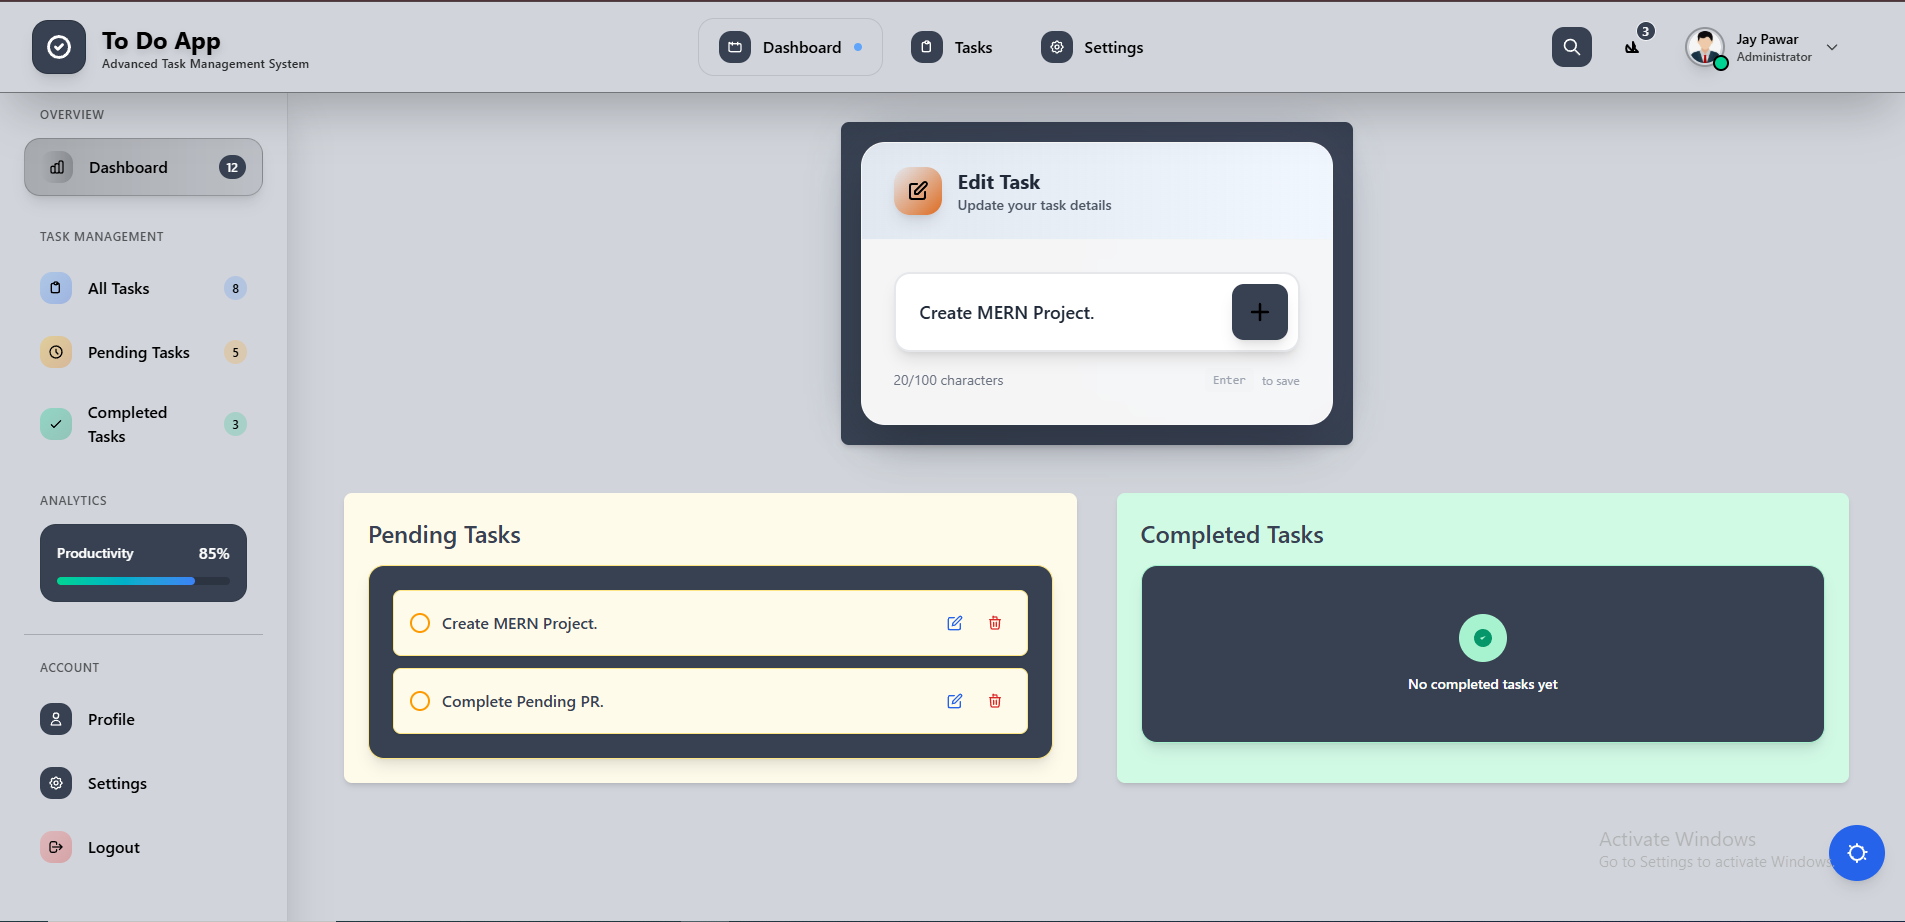 To Do App
Advanced Task Management System
Dashboard
Tasks
Settings
3
Jay Pawar
Administrator
OVERVIEW
Dashboard 12
TASK MANAGEMENT
All Tasks 8
Pending Tasks 5
Completed
Tasks
3
ANALYTICS
Productivity 85%
ACCOUNT
Profile
Settings
Logout
Edit Task
Update your task details
Create MERN Project.
20/100 characters
Enter to save
Pending Tasks
Create MERN Project.
Complete Pending PR.
Completed Tasks
No completed tasks yet
Activate Windows
Go to Settings to activate Windows